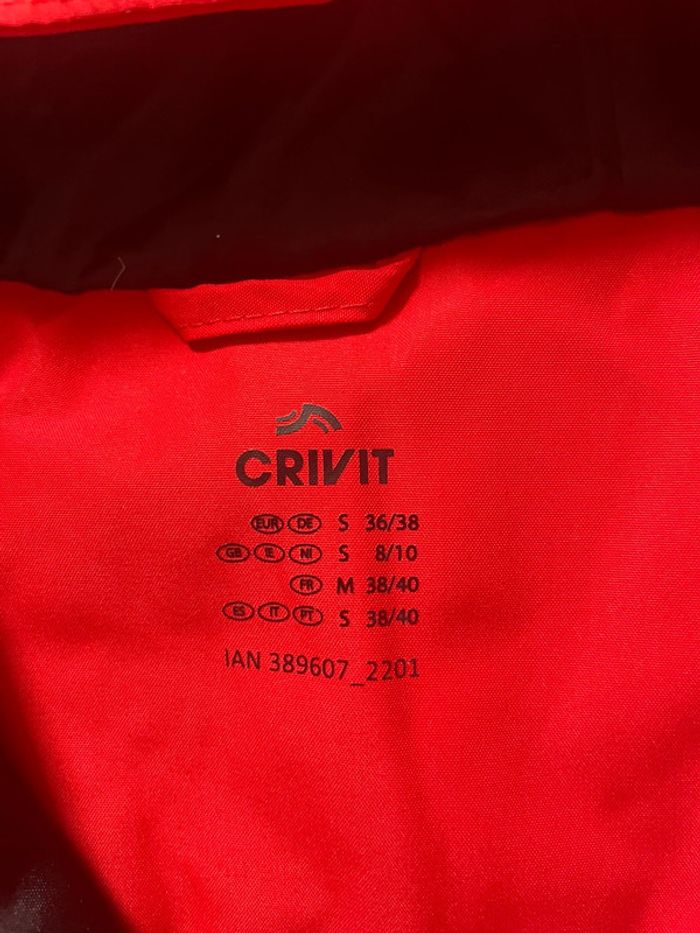 CRIVIT
EUR DE S 36/38
GB IE NI S 8/10
FR M 38/40
ES IT PT S 38/40
IAN 389607_2201